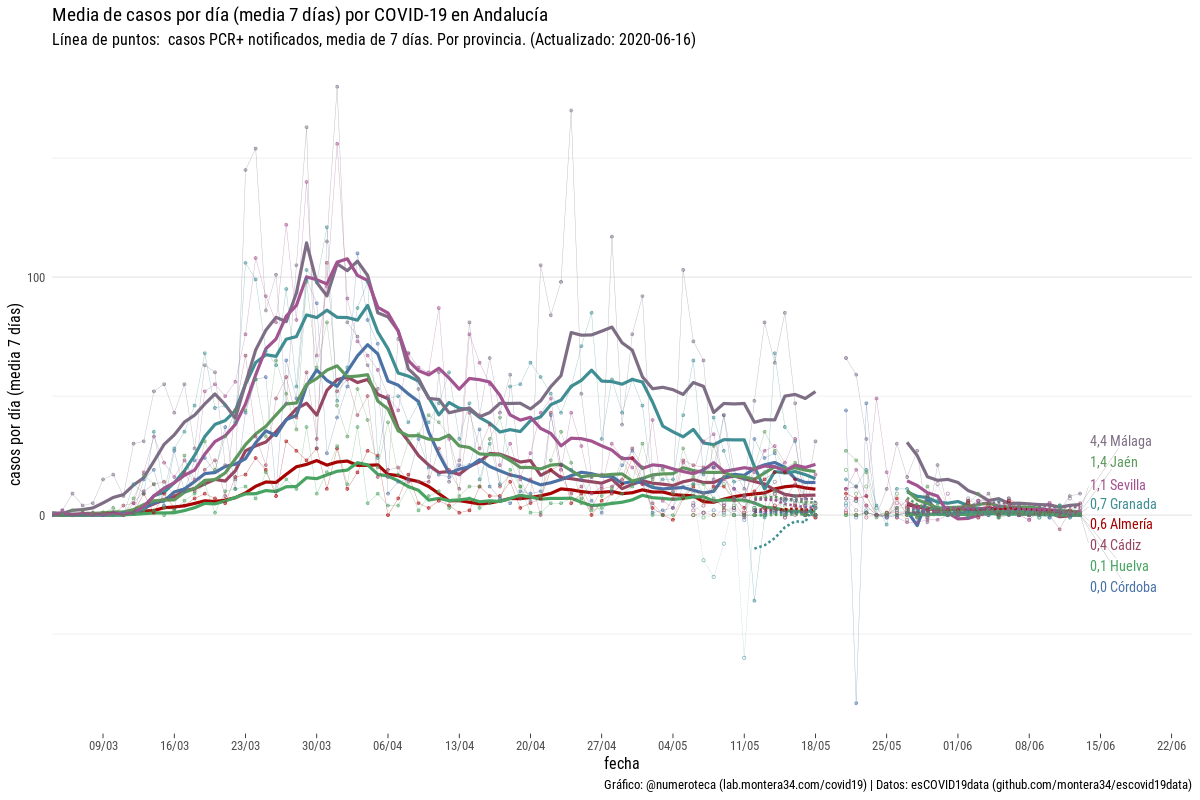 Media de casos por día (media 7 días) por COVID-19 en Andalucía
Línea de puntos:  casos PCR+ notificados, media de 7 días. Por provincia. (Actualizado: 2020-06-16)
casos por día (media 7 días)
100
0
4,4 Málaga
1,4 Jaén
1,1 Sevilla
0,7 Granada
0,6 Almería
0,4 Cádiz
0,1 Huelva
0,0 Córdoba
09/03 16/03 23/03 30/03 06/04 13/04 20/04 27/04 04/05 11/05 18/05 25/05 01/06 08/06 15/06 22/06
fecha
Gráfico: @numeroteca (lab.montera34.com/covid19) | Datos: esCOVID19data (github.com/montera34/escovid19data)